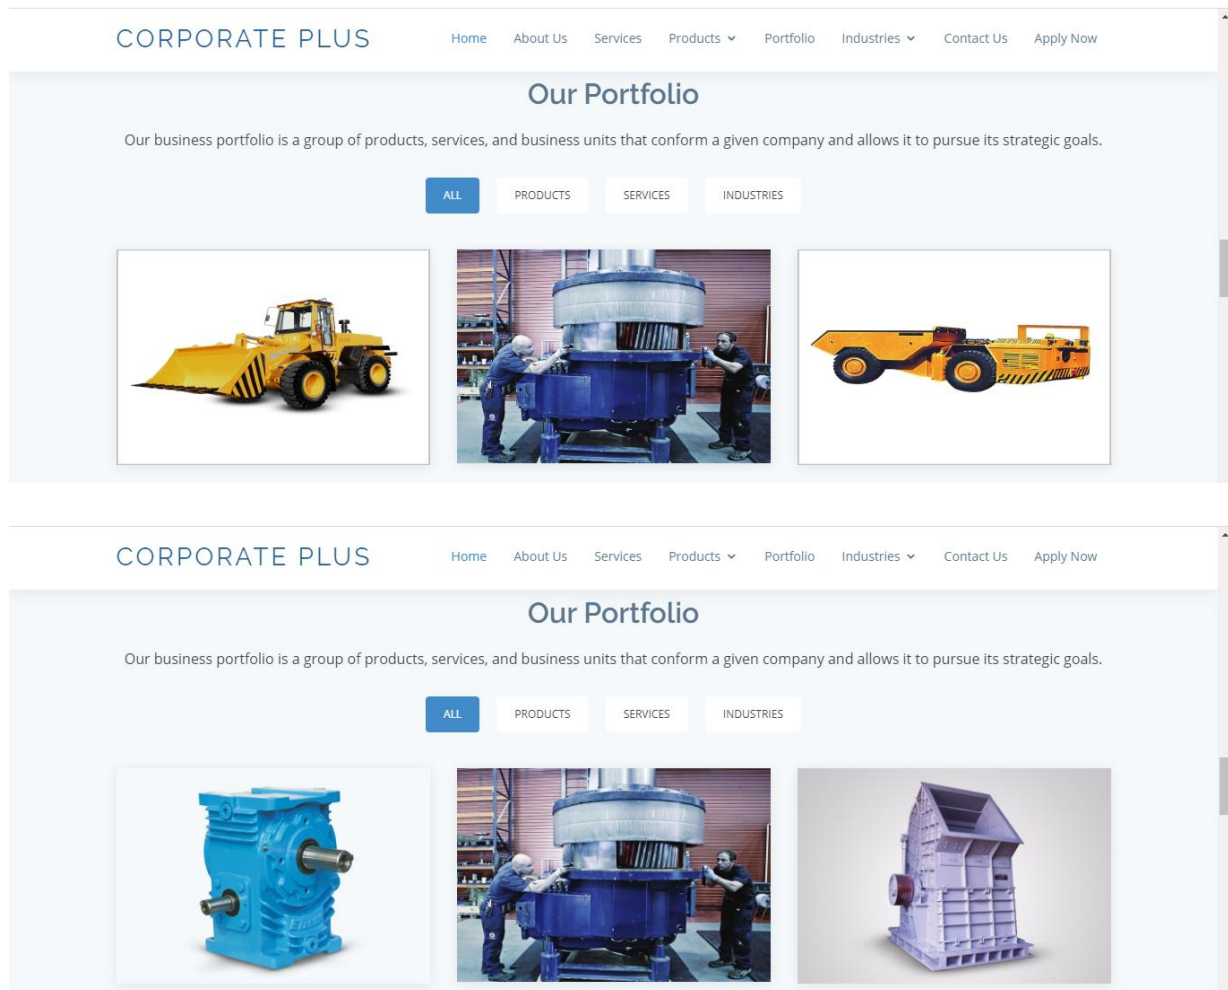 CORPORATE PLUS Home About Us Services Products Portfolio Industries Contact Us Apply Now
Our Portfolio
Our business portfolio is a group of products, services, and business units that conform a given company and allows it to pursue its strategic goals.
ALL PRODUCTS SERVICES INDUSTRIES
CORPORATE PLUS Home About Us Services Products Portfolio Industries Contact Us Apply Now
Our Portfolio
Our business portfolio is a group of products, services, and business units that conform a given company and allows it to pursue its strategic goals.
ALL PRODUCTS SERVICES INDUSTRIES